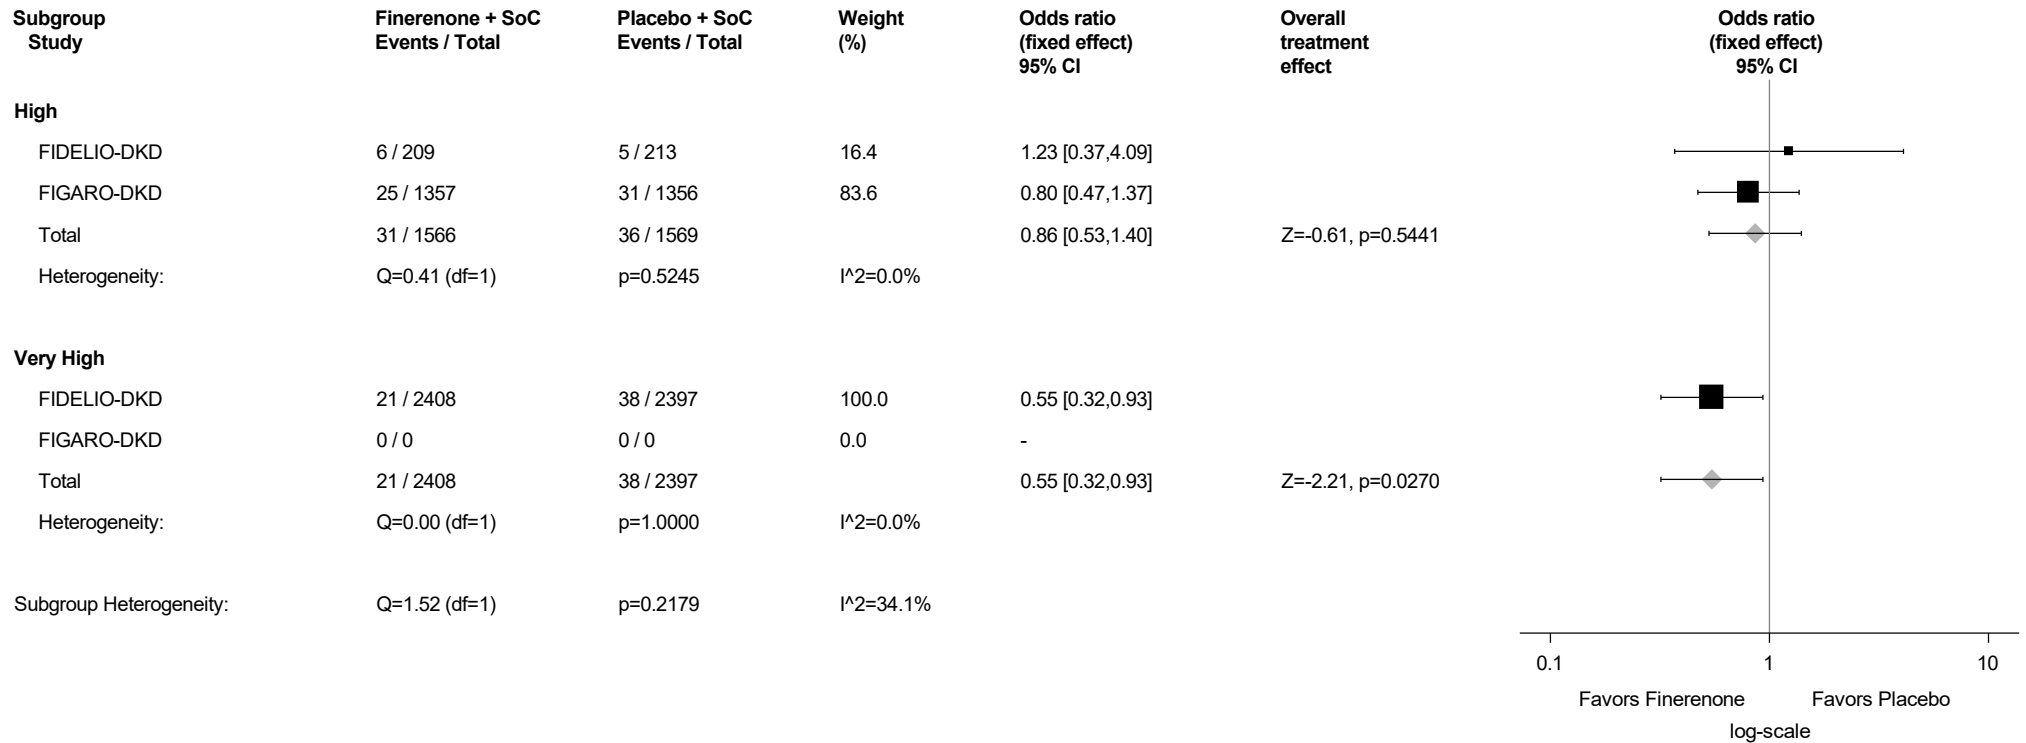 Subgroup Finerenone + SoC Placebo + SoC Weight Odds ratio Overall Odds ratio
Study Events / Total Events / Total (%) (fixed effect) treatment (fixed effect)
95% CI effect 95% CI
High
FIDELIO-DKD 6 / 209 5 / 213 16.4 1.23 [0.37,4.09]
FIGARO-DKD 25 / 1357 31 / 1356 83.6 0.80 [0.47,1.37]
Total 31 / 1566 36 / 1569 0.86 [0.53,1.40] Z=-0.61, p=0.5441
Heterogeneity: Q=0.41 (df=1) p=0.5245 I^2=0.0%
Very High
FIDELIO-DKD 21 / 2408 38 / 2397 100.0 0.55 [0.32,0.93]
FIGARO-DKD 0 / 0 0 / 0 0.0 -
Total 21 / 2408 38 / 2397 0.55 [0.32,0.93] Z=-2.21, p=0.0270
Heterogeneity: Q=0.00 (df=1) p=1.0000 I^2=0.0%
Subgroup Heterogeneity: Q=1.52 (df=1) p=0.2179 I^2=34.1%
0.1 1 10
Favors Finerenone Favors Placebo
log-scale